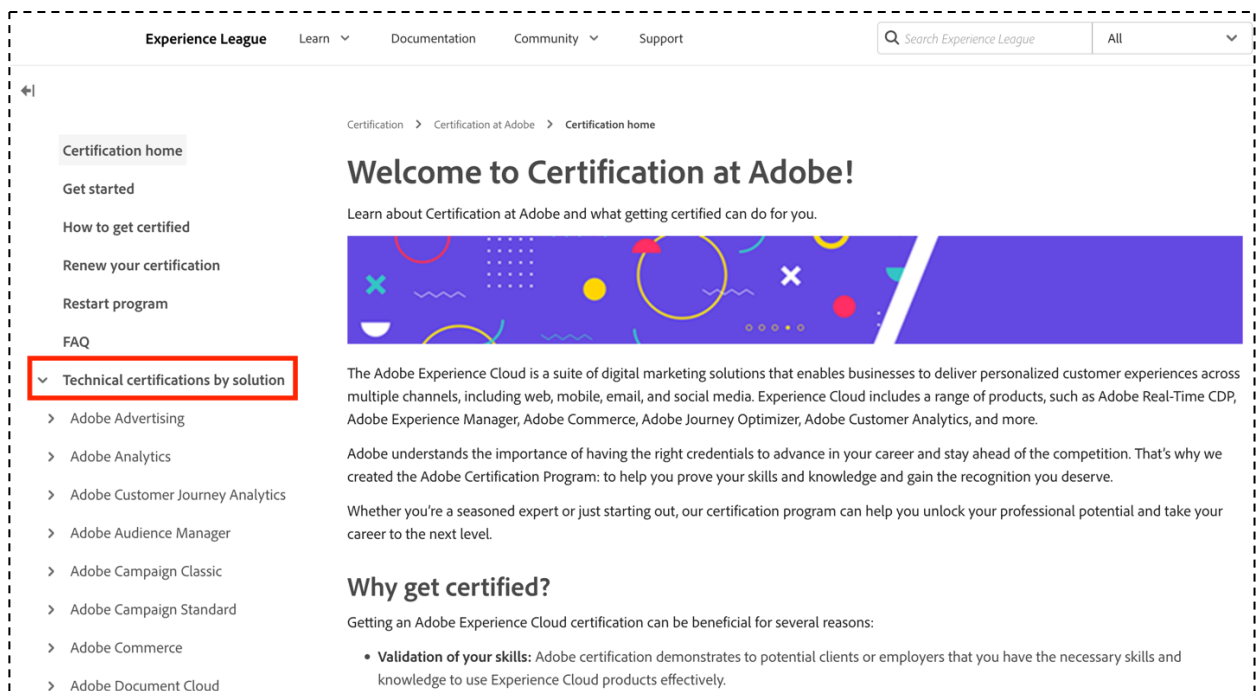 Experience League
Learn
Documentation
Community
Support
Search Experience League
All
Certification
Certification at Adobe
Certification home
Certification home
Get started
How to get certified
Renew your certification
Restart program
FAQ
Technical certifications by solution
Adobe Advertising
Adobe Analytics
Adobe Customer Journey Analytics
Adobe Audience Manager
Adobe Campaign Classic
Adobe Campaign Standard
Adobe Commerce
Adobe Document Cloud
Welcome to Certification at Adobe!
Learn about Certification at Adobe and what getting certified can do for you.
The Adobe Experience Cloud is a suite of digital marketing solutions that enables businesses to deliver personalized customer experiences across
multiple channels, including web, mobile, email, and social media. Experience Cloud includes a range of products, such as Adobe Real-Time CDP,
Adobe Experience Manager, Adobe Commerce, Adobe Journey Optimizer, Adobe Customer Analytics, and more.
Adobe understands the importance of having the right credentials to advance in your career and stay ahead of the competition. That's why we
created the Adobe Certification Program: to help you prove your skills and knowledge and gain the recognition you deserve.
Whether you're a seasoned expert or just starting out, our certification program can help you unlock your professional potential and take your
career to the next level.
Why get certified?
Getting an Adobe Experience Cloud certification can be beneficial for several reasons:
• Validation of your skills: Adobe certification demonstrates to potential clients or employers that you have the necessary skills and
knowledge to use Experience Cloud products effectively.